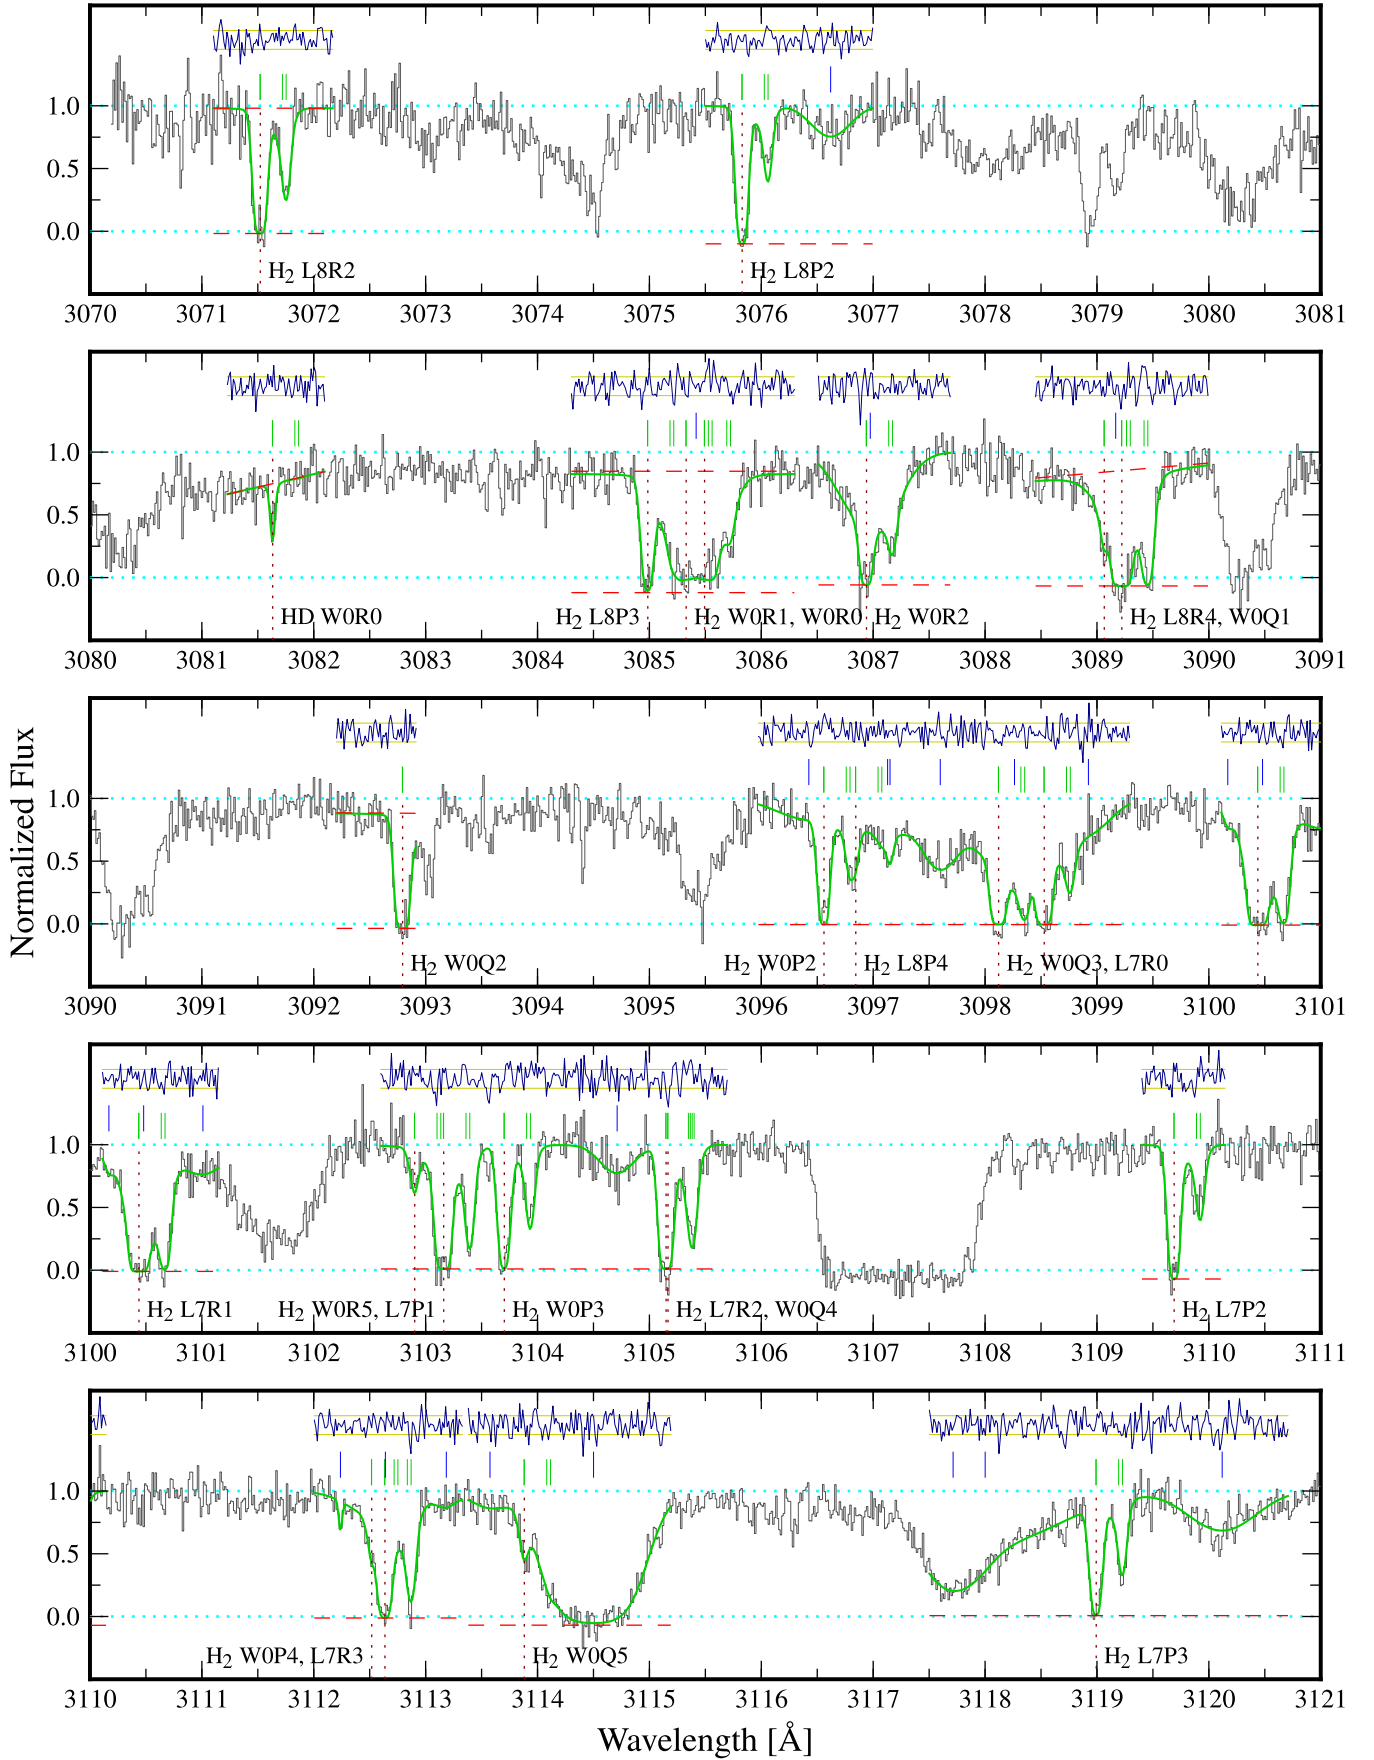 1.0
0.5
0.0
H2 L8R2
H2 L8P2
3070 3071 3072 3073 3074 3075 3076 3077 3078 3079 3080 3081
1.0
0.5
0.0
HD W0R0
H2 L8P3
H2 W0R1, W0R0
H2 W0R2
H2 L8R4, W0Q1
3080 3081 3082 3083 3084 3085 3086 3087 3088 3089 3090 3091
Normalized Flux
1.0
0.5
0.0
H2 W0Q2
H2 W0P2
H2 L8P4
H2 W0Q3, L7R0
3090 3091 3092 3093 3094 3095 3096 3097 3098 3099 3100 3101
1.0
0.5
0.0
H2 L7R1
H2 W0R5, L7P1
H2 W0P3
H2 L7R2, W0Q4
H2 L7P2
3100 3101 3102 3103 3104 3105 3106 3107 3108 3109 3110 3111
1.0
0.5
0.0
H2 W0P4, L7R3
H2 W0Q5
H2 L7P3
3110 3111 3112 3113 3114 3115 3116 3117 3118 3119 3120 3121
Wavelength [Å]